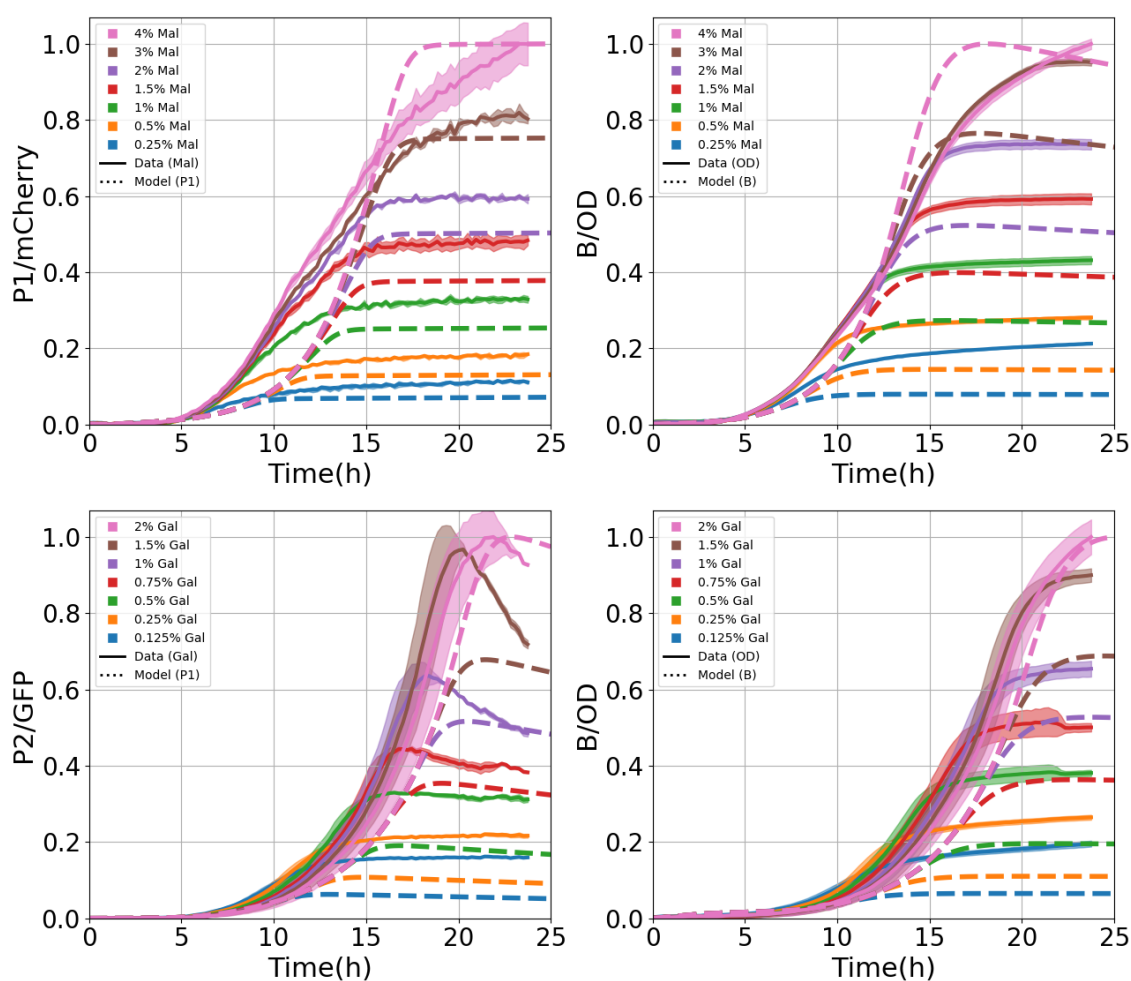 4% Mal
3% Mal
2% Mal
1.5% Mal
1% Mal
0.5% Mal
0.25% Mal
Data (Mal)
Model (P1)
P1/mCherry
1.0
0.8
0.6
0.4
0.2
0.0
0 5 10 15 20 25
Time(h)
4% Mal
3% Mal
2% Mal
1.5% Mal
1% Mal
0.5% Mal
0.25% Mal
Data (OD)
Model (B)
B/OD
1.0
0.8
0.6
0.4
0.2
0.0
0 5 10 15 20 25
Time(h)
2% Gal
1.5% Gal
1% Gal
0.75% Gal
0.5% Gal
0.25% Gal
0.125% Gal
Data (Gal)
Model (P1)
P2/GFP
1.0
0.8
0.6
0.4
0.2
0.0
0 5 10 15 20 25
Time(h)
2% Gal
1.5% Gal
1% Gal
0.75% Gal
0.5% Gal
0.25% Gal
0.125% Gal
Data (OD)
Model (B)
B/OD
1.0
0.8
0.6
0.4
0.2
0.0
0 5 10 15 20 25
Time(h)